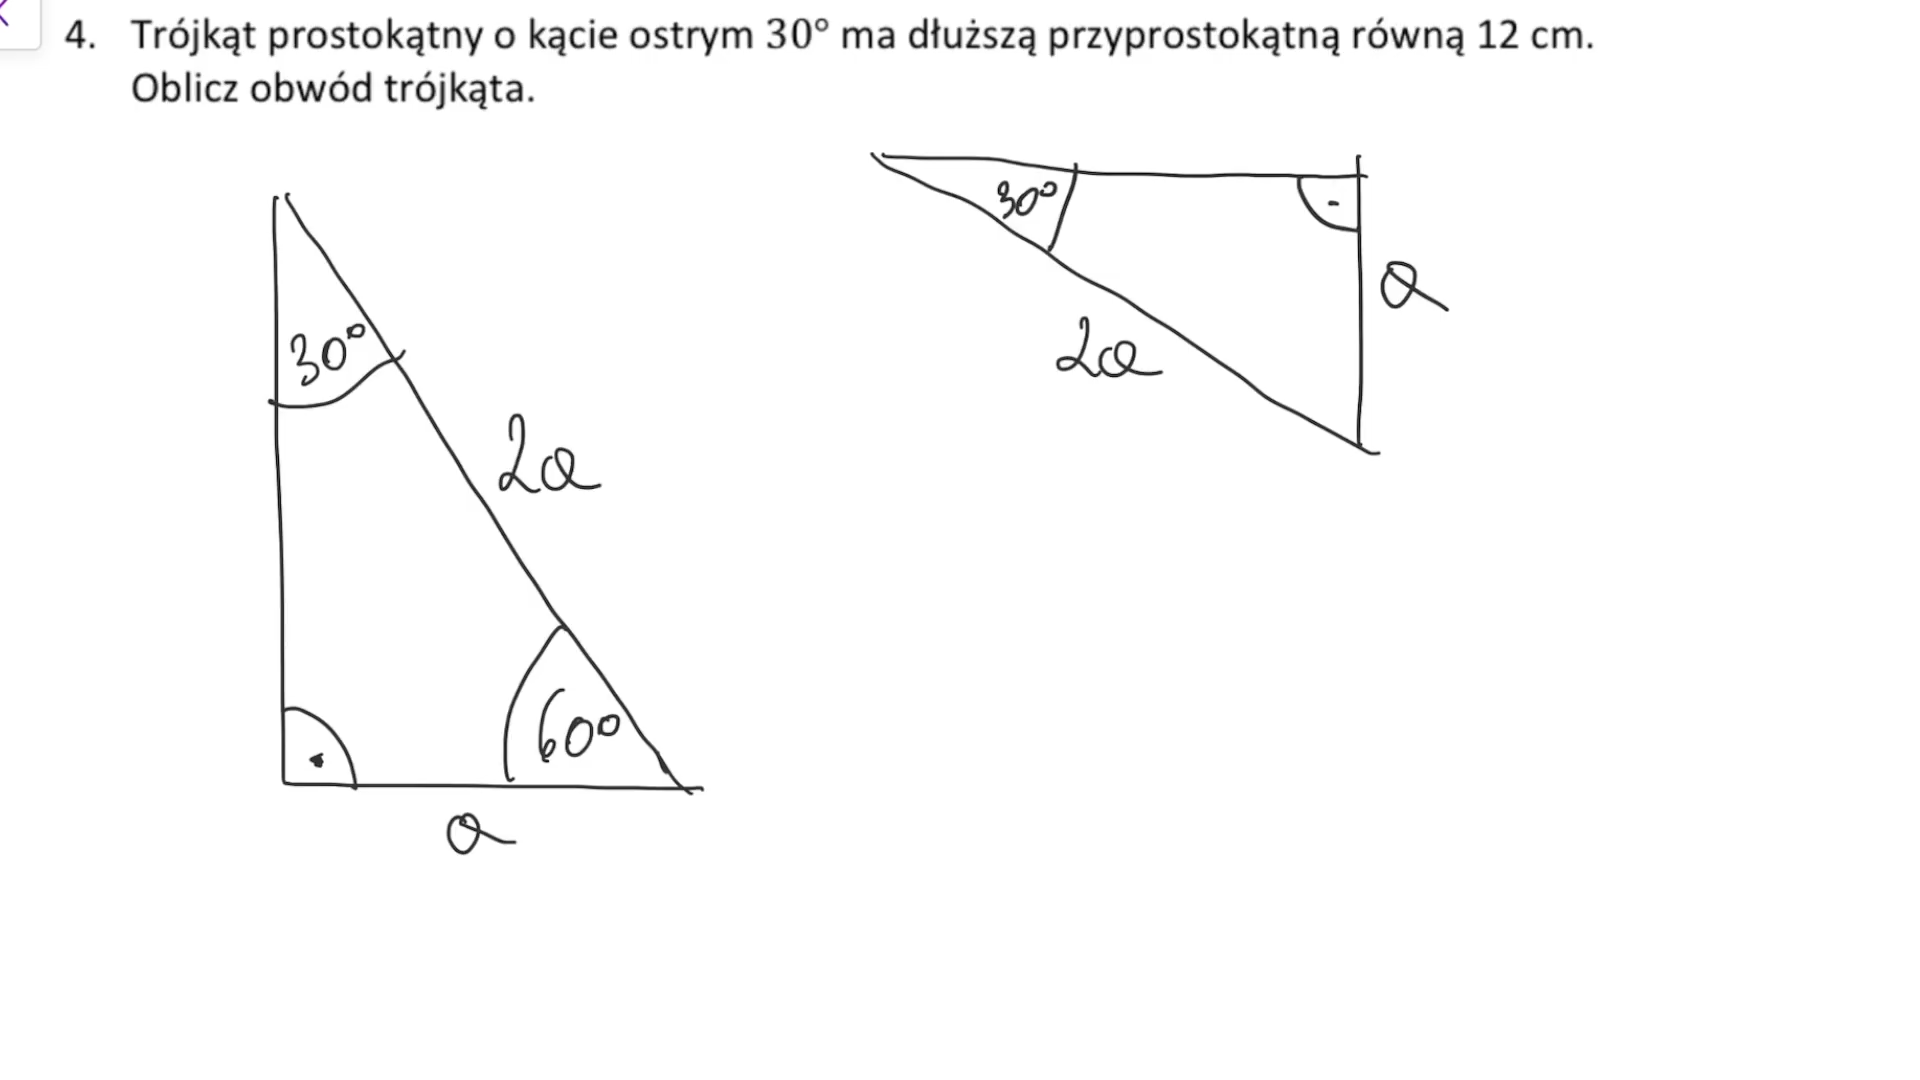 4. Trójkąt prostokątny o kącie ostrym 30° ma dłuższą przyprostokątną równą 12 cm.
Oblicz obwód trójkąta.
30°
a
30°
2a
2a
60°
a